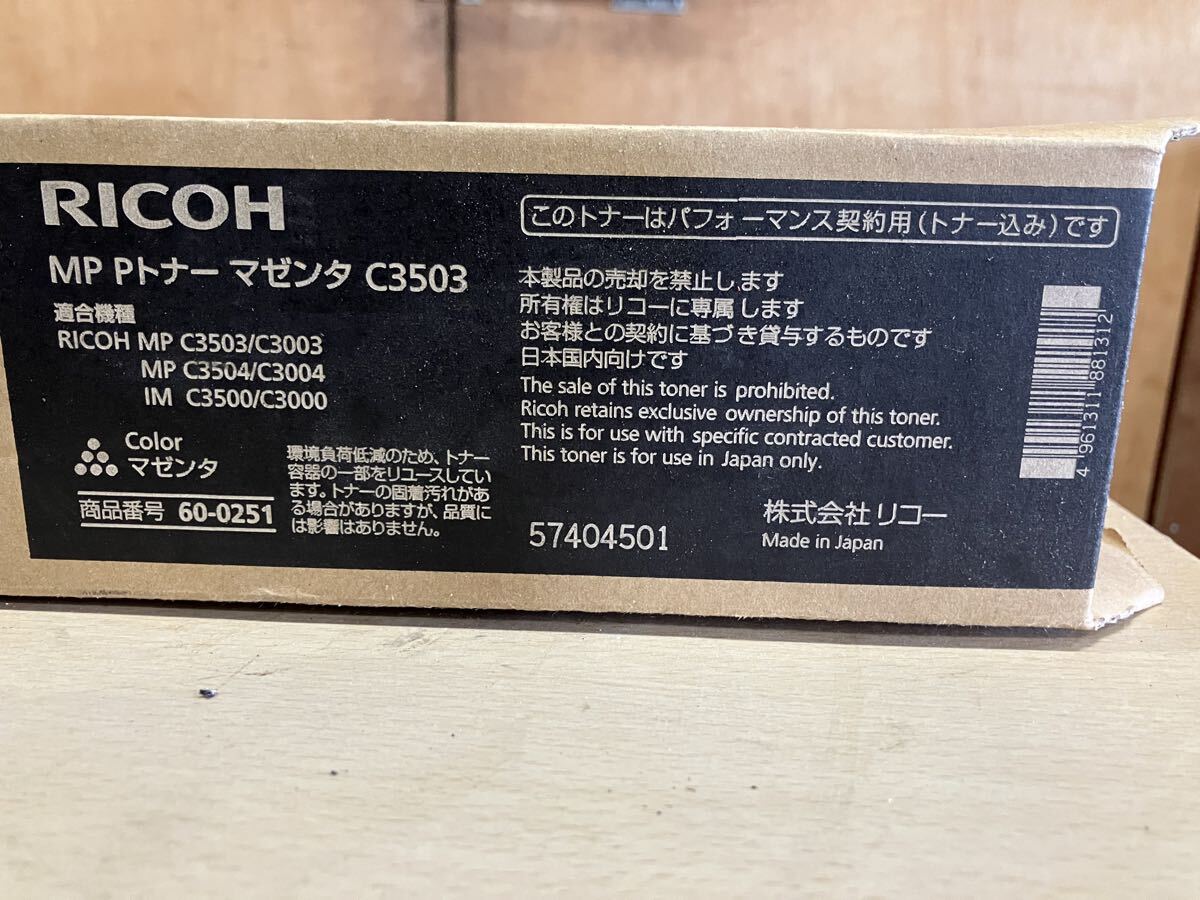 RICOH
MP Pトナー マゼンタ C3503
適合機種
RICOH MP C3503/C3003
MP C3504/C3004
IM C3500/C3000
Color
マゼンタ
商品番号 60-0251
環境負荷低減のため、トナー
容器の一部をリユースしてい
ます。トナーの固着汚れがあ
る場合がありますが、品質に
は影響はありません。
このトナーはパフォーマンス契約用(トナー込み)です
本製品の売却を禁止します
所有権はリコーに専属します
お客様との契約に基づき貸与するものです
日本国内向けです
The sale of this toner is prohibited.
Ricoh retains exclusive ownership of this toner.
This is for use with specific contracted customer.
This toner is for use in Japan only.
57404501
株式会社 リコー
Made in Japan
4 961311 881312